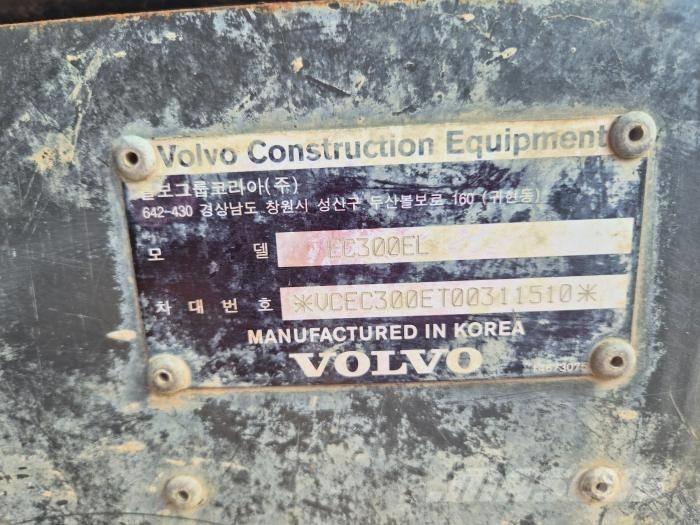 Volvo Construction Equipment
볼보그룹코리아(주)
642-430 경상남도 창원시 성산구 두산볼보로 160 (귀현동)
모 델 EC300EL
차 대 번 호 *VCEC300ET00311510*
MANUFACTURED IN KOREA
VOLVO